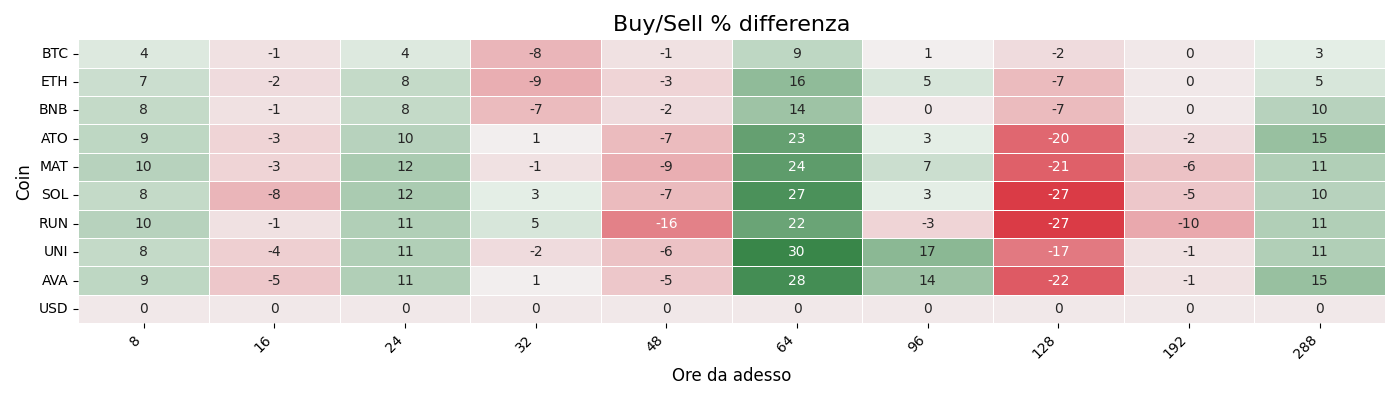 Buy/Sell % differenza
Coin
BTC 4 -1 4 -8 -1 9 1 -2 0 3
ETH 7 -2 8 -9 -3 16 5 -7 0 5
BNB 8 -1 8 -7 -2 14 0 -7 0 10
ATO 9 -3 10 1 -7 23 3 -20 -2 15
MAT 10 -3 12 -1 -9 24 7 -21 -6 11
SOL 8 -8 12 3 -7 27 3 -27 -5 10
RUN 10 -1 11 5 -16 22 -3 -27 -10 11
UNI 8 -4 11 -2 -6 30 17 -17 -1 11
AVA 9 -5 11 1 -5 28 14 -22 -1 15
USD 0 0 0 0 0 0 0 0 0 0
8 16 24 32 48 64 96 128 192 288
Ore da adesso